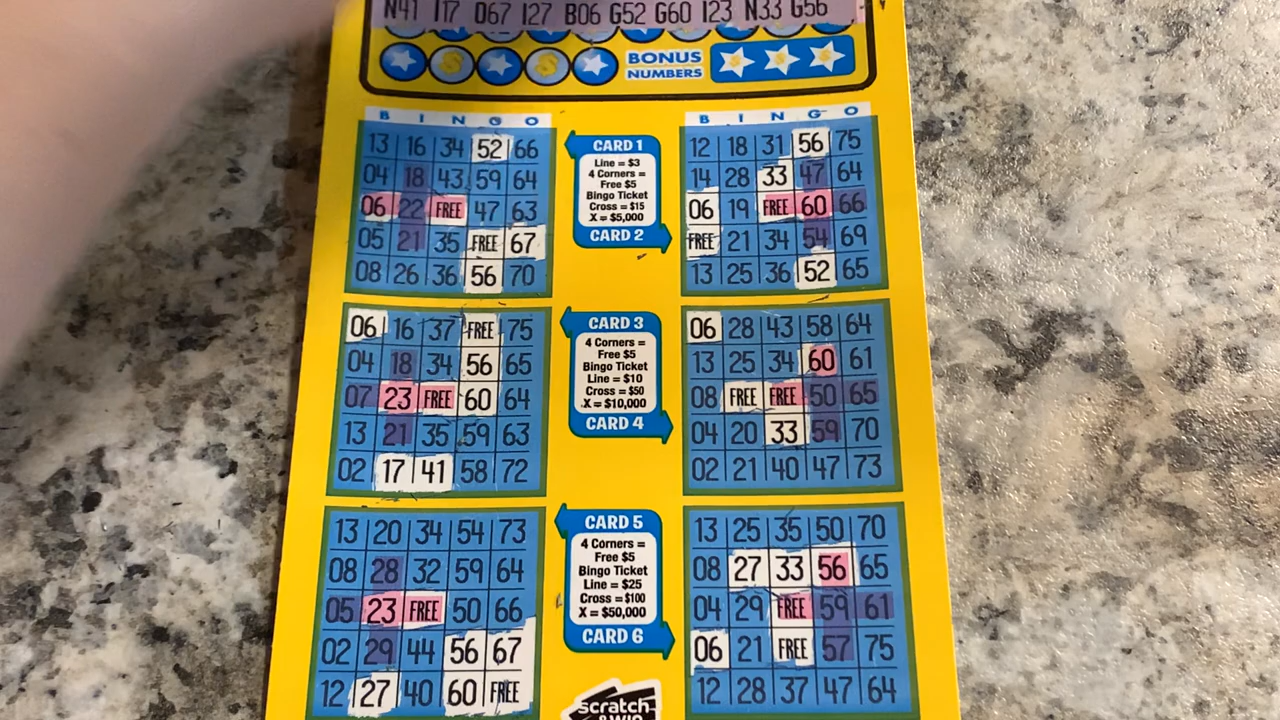 N41 I17 O67 I27 B06 G52 G60 I23 N33 G56
BONUS
NUMBERS
B I N G O
13 16 34 52 66
04 18 43 59 64
06 22 FREE 47 63
05 21 35 FREE 67
08 26 36 56 70
CARD 1
Line = $3
4 Corners =
Free $5
Bingo Ticket
Cross = $15
X = $5,000
CARD 2
B I N G O
12 18 31 56 75
14 28 33 47 64
06 19 FREE 60 66
FREE 21 34 54 69
13 25 36 52 65
06 16 37 FREE 75
04 18 34 56 65
07 23 FREE 60 64
13 21 35 59 63
02 17 41 58 72
CARD 3
4 Corners =
Free $5
Bingo Ticket
Line = $10
Cross = $50
X = $10,000
CARD 4
06 28 43 58 64
13 25 34 60 61
08 FREE FREE 50 65
04 20 33 59 70
02 21 40 47 73
13 20 34 54 73
08 28 32 59 64
05 23 FREE 50 66
02 29 44 56 67
12 27 40 60 FREE
CARD 5
4 Corners =
Free $5
Bingo Ticket
Line = $25
Cross = $100
X = $50,000
CARD 6
13 25 35 50 70
08 27 33 56 65
04 29 FREE 59 61
06 21 FREE 57 75
12 28 37 47 64
Scratch
& WIN